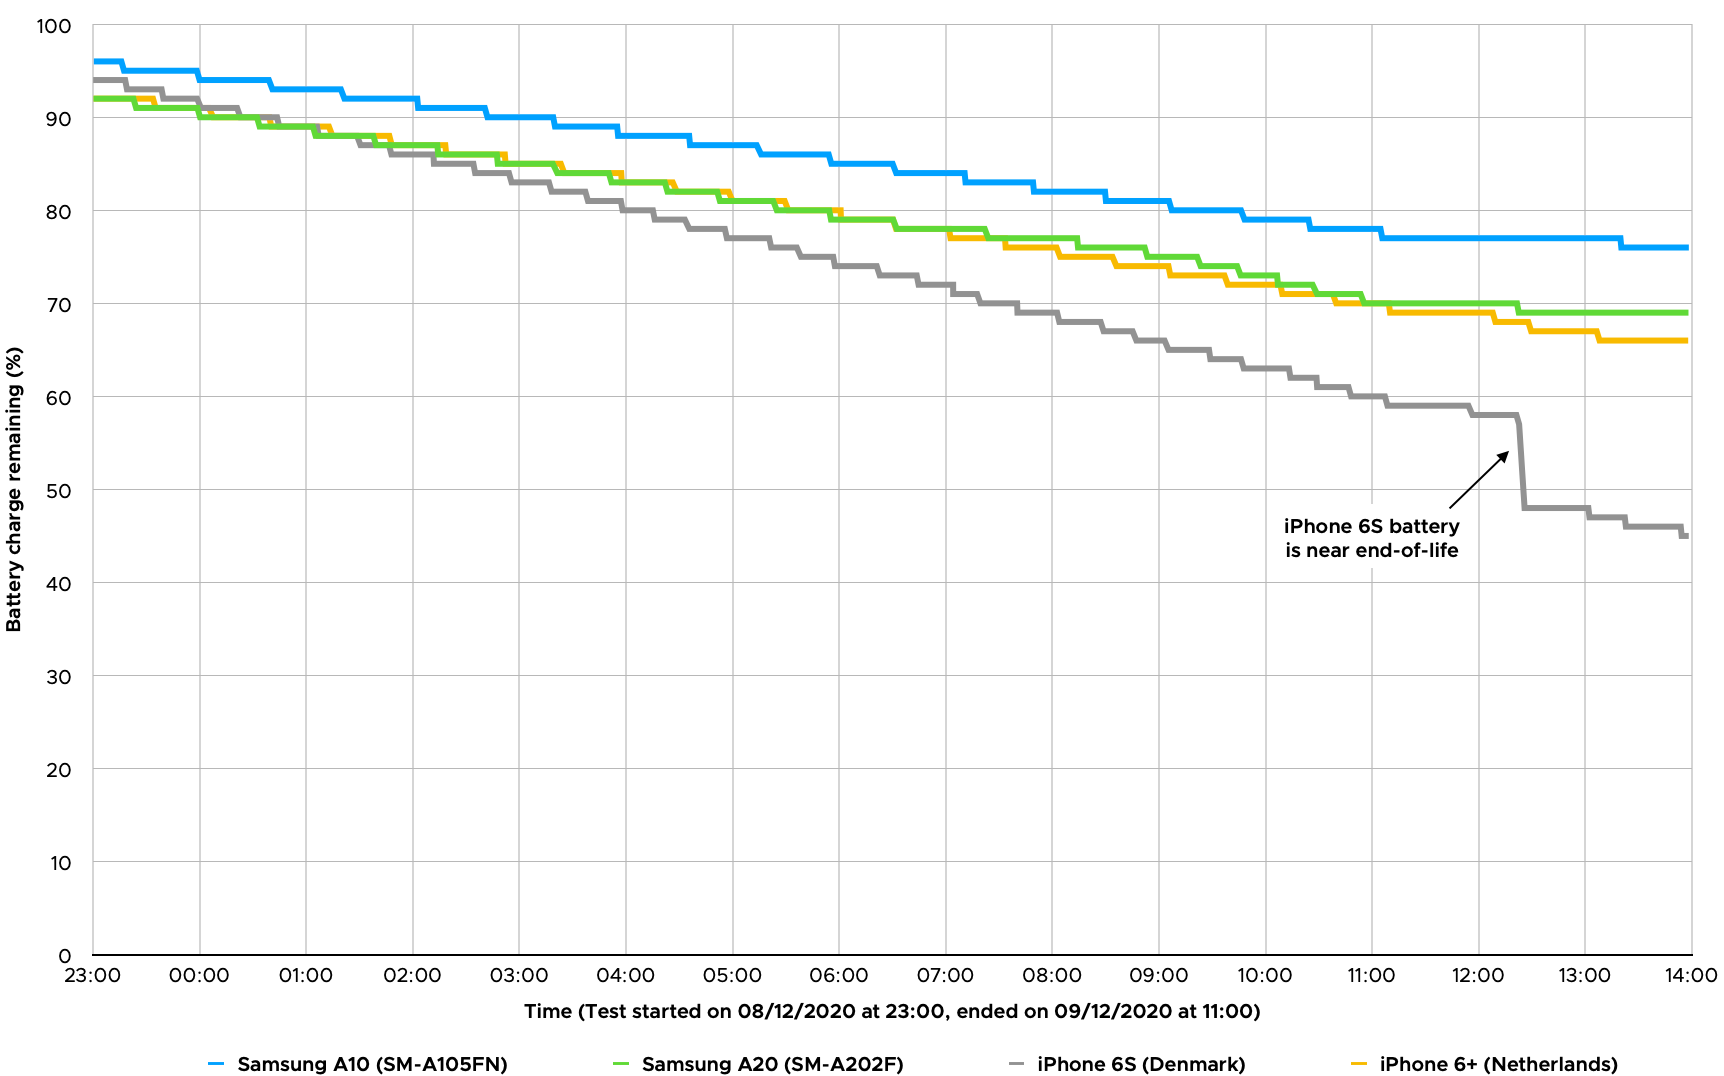 100
90
80
70
60
50
40
30
20
10
0
Battery charge remaining (%)
iPhone 6S battery
is near end-of-life
23:00 00:00 01:00 02:00 03:00 04:00 05:00 06:00 07:00 08:00 09:00 10:00 11:00 12:00 13:00 14:00
Time (Test started on 08/12/2020 at 23:00, ended on 09/12/2020 at 11:00)
Samsung A10 (SM-A105FN) Samsung A20 (SM-A202F) iPhone 6S (Denmark) iPhone 6+ (Netherlands)